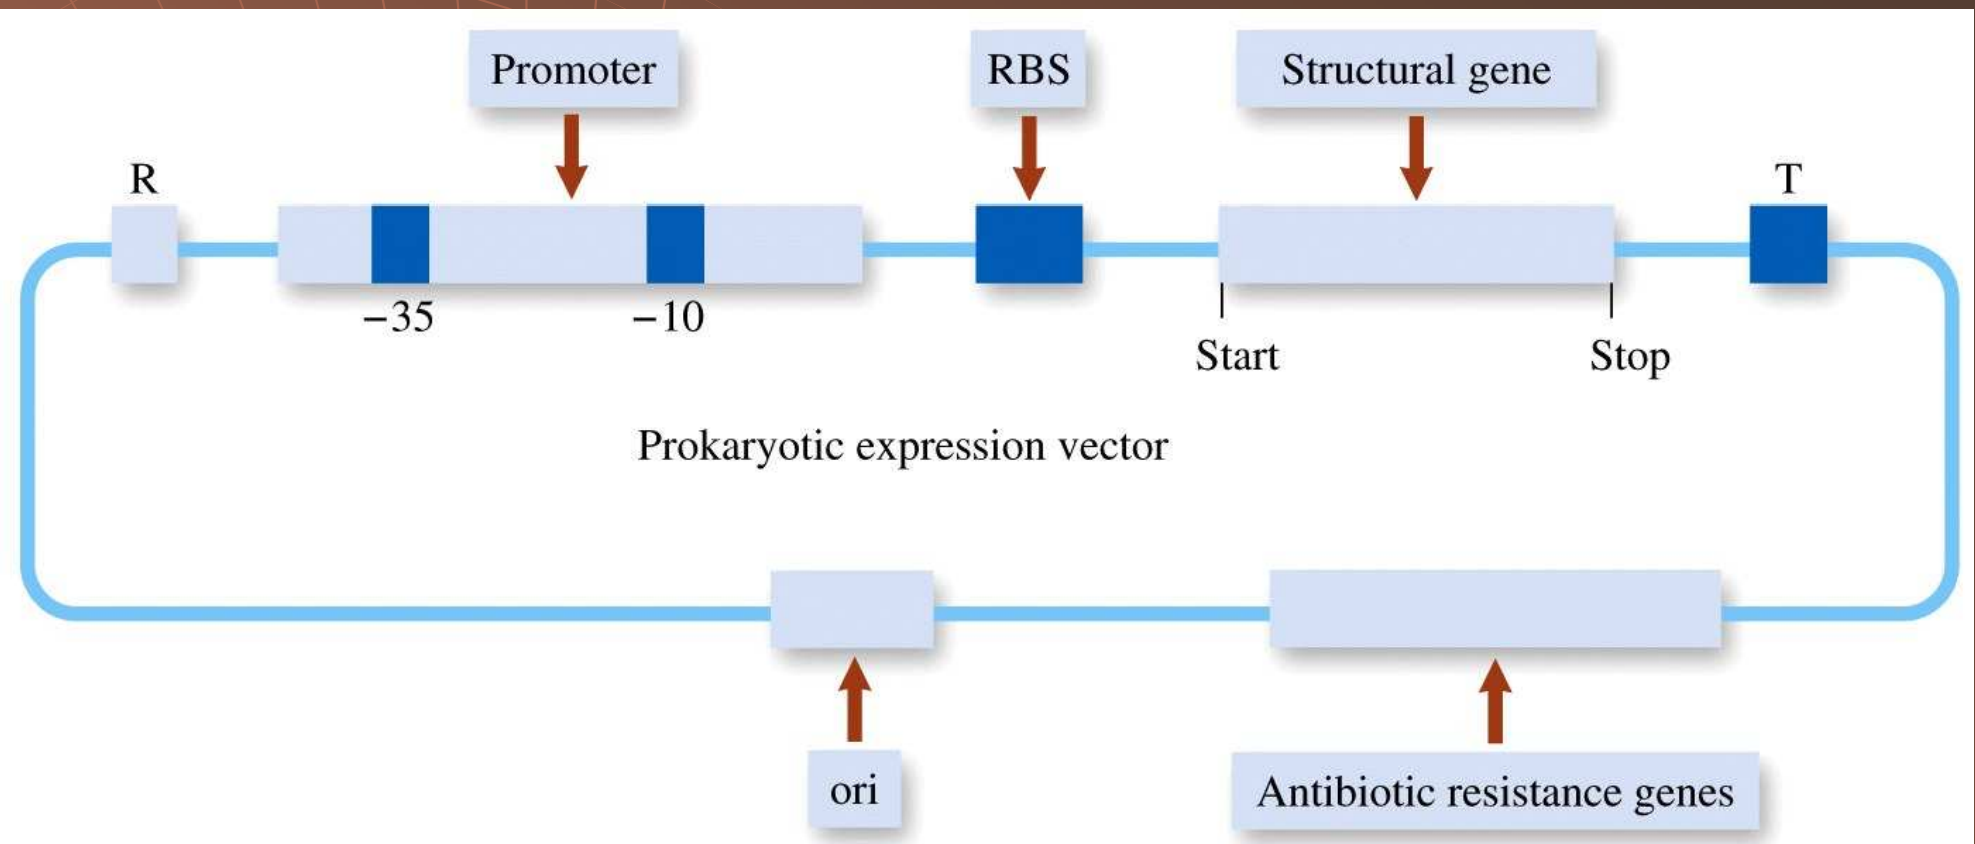 Promoter
RBS
Structural gene
R
T
−35
−10
Start
Stop
Prokaryotic expression vector
ori
Antibiotic resistance genes